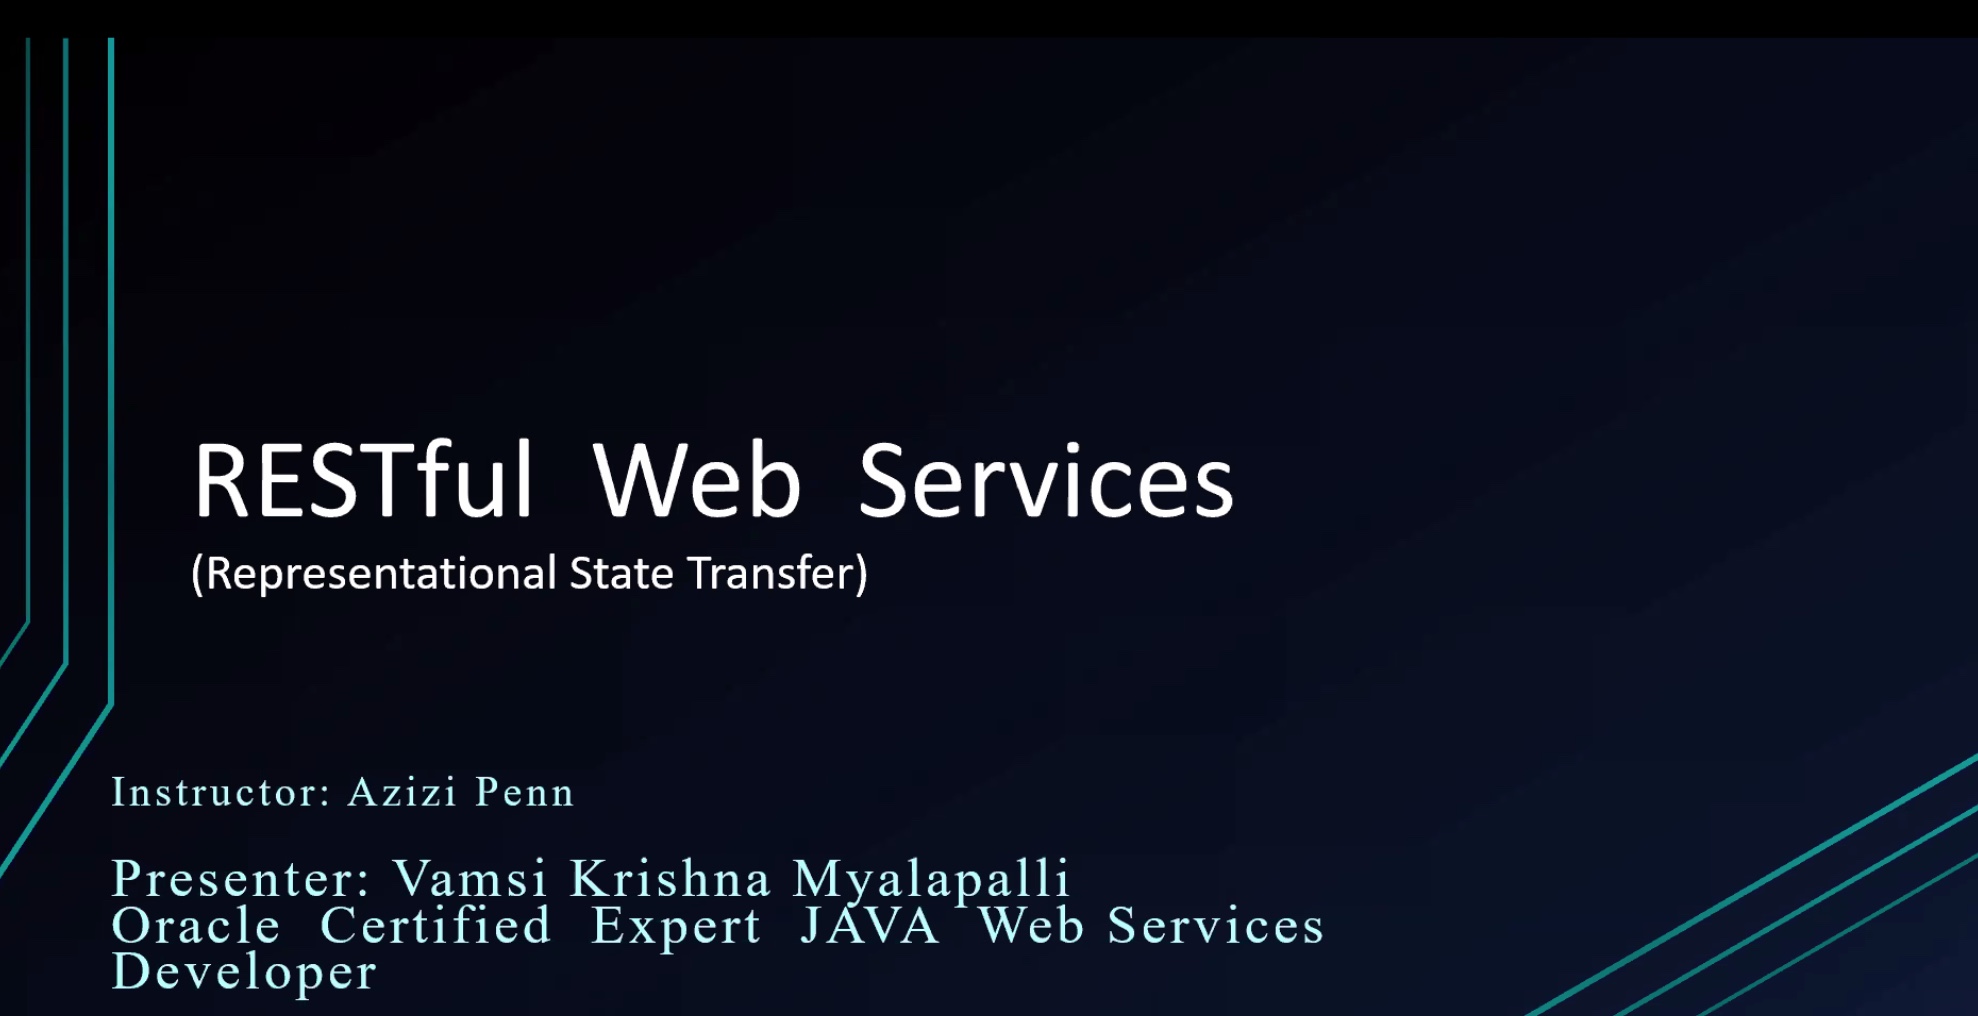 RESTful Web Services
(Representational State Transfer)
Instructor: Azizi Penn
Presenter: Vamsi Krishna Myalapalli
Oracle Certified Expert JAVA Web Services
Developer